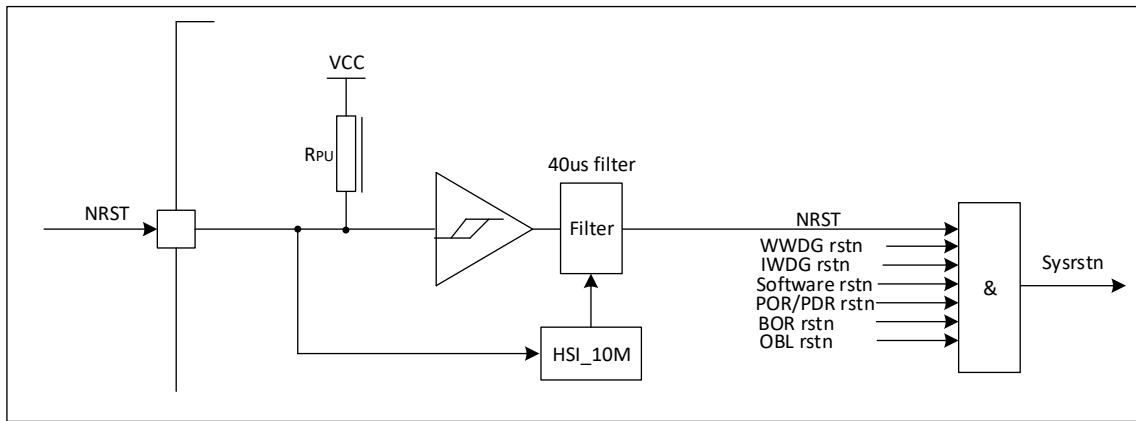 VCC
RPU
40us filter
NRST
Filter
NRST
WWDG rstn
IWDG rstn
Software rstn
POR/PDR rstn
BOR rstn
OBL rstn
&
Sysrstn
HSI_10M